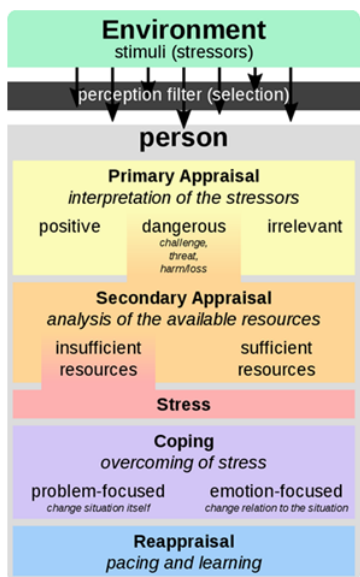 Environment
stimuli (stressors)
perception filter (selection)
person
Primary Appraisal
interpretation of the stressors
positive dangerous irrelevant
challenge,
threat,
harm/loss
Secondary Appraisal
analysis of the available resources
insufficient sufficient
resources resources
Stress
Coping
overcoming of stress
problem-focused emotion-focused
change situation itself change relation to the situation
Reappraisal
pacing and learning